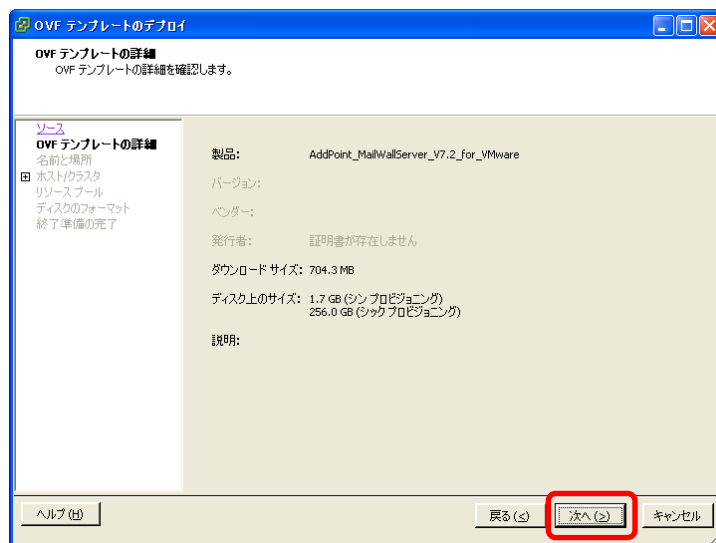 OVF テンプレートのデプロイ
OVF テンプレートの詳細
OVF テンプレートの詳細を確認します。
ソース
OVF テンプレートの詳細
名前と場所
ホスト/クラスタ
リソース プール
ディスクのフォーマット
終了準備の完了
製品: AddPoint_MailWallServer_V7.2_for_VMware
バージョン:
ベンダー:
発行者: 証明書が存在しません
ダウンロード サイズ: 704.3 MB
ディスク上のサイズ: 1.7 GB (シン プロビジョニング)
256.0 GB (シック プロビジョニング)
説明:
ヘルプ(H) 戻る(≤) 次へ(≥) キャンセル